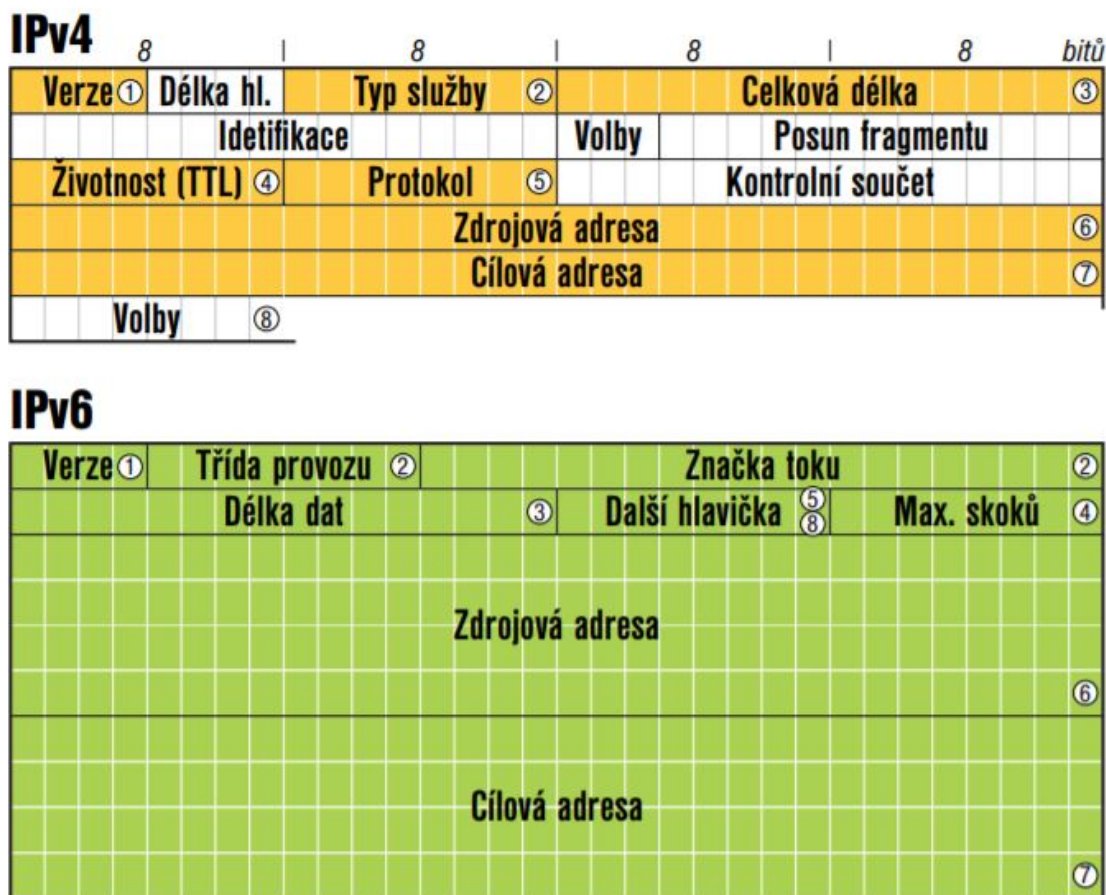 IPv4
8 8 8 8 bitů
Verze ① Délka hl. Typ služby ② Celková délka ③
Idetifikace Volby Posun fragmentu
Životnost (TTL) ④ Protokol ⑤ Kontrolní součet
Zdrojová adresa ⑥
Cílová adresa ⑦
Volby ⑧
IPv6
Verze ① Třída provozu ② Značka toku ②
Délka dat ③ Další hlavička ⑤ ⑧ Max. skoků ④
Zdrojová adresa
⑥
Cílová adresa
⑦